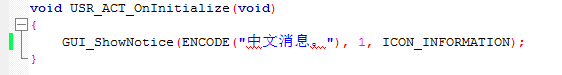 void USR_ACT_OnInitialize(void)
{
GUI_ShowNotice(ENCODE("中文消息。"), 1, ICON_INFORMATION);
}